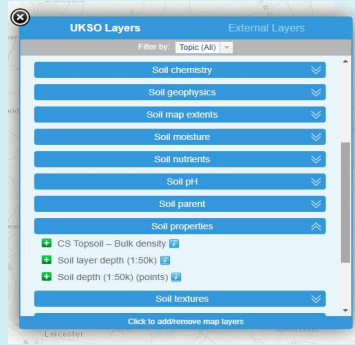 UKSO Layers
External Layers
Filter by: Topic (All)
Soil chemistry
Soil geophysics
Soil map extents
Soil moisture
Soil nutrients
Soil pH
Soil parent
Soil properties
CS Topsoil – Bulk density
Soil layer depth (1:50k)
Soil depth (1:50k) (points)
Soil textures
Click to add/remove map layers
Leicester